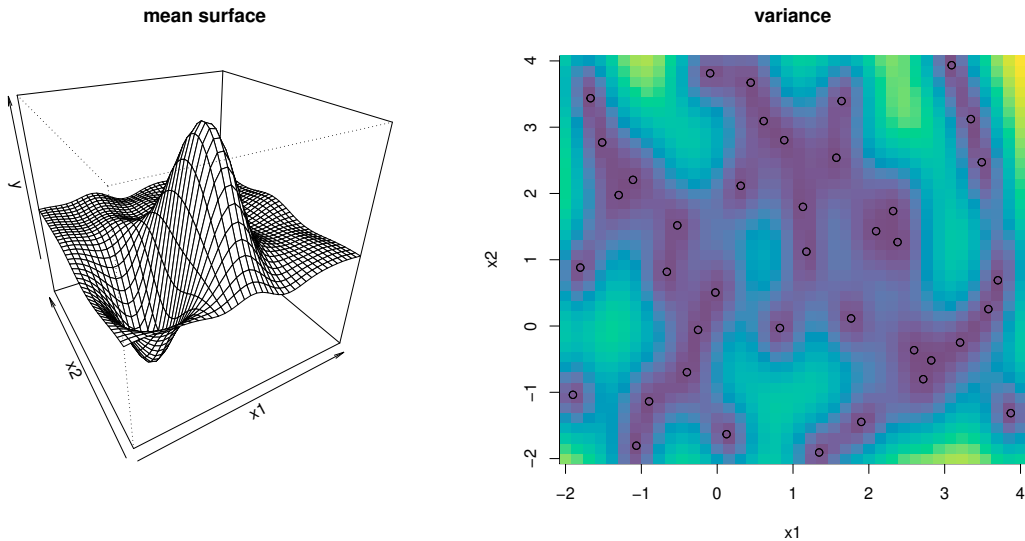 mean surface
y
x2
x1
variance
4
3
2
1
0
−1
−2
x2
−2 −1 0 1 2 3 4
x1